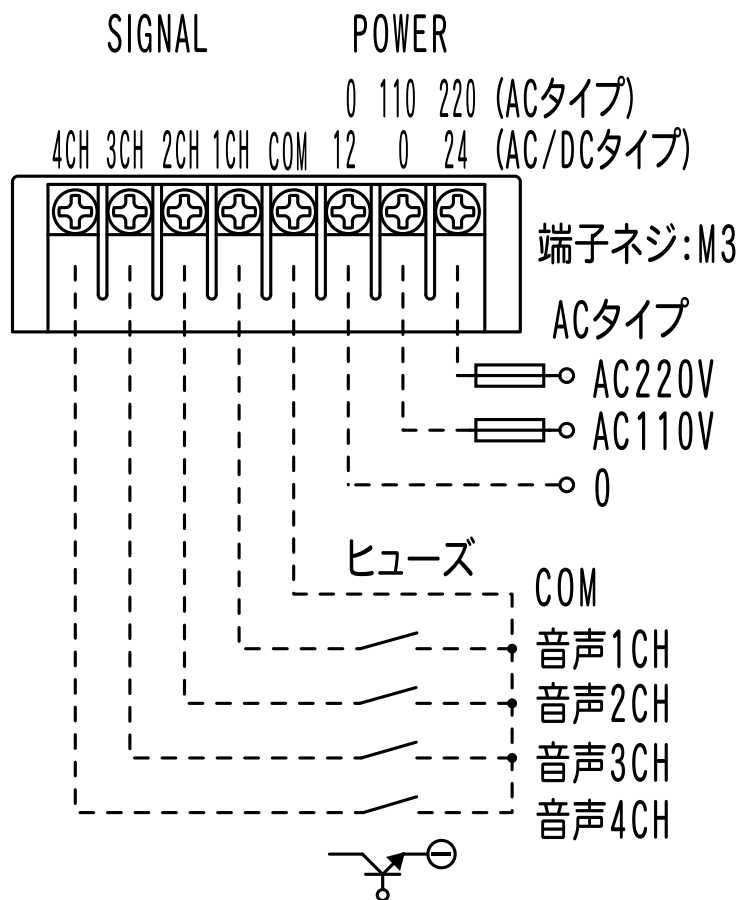 SIGNAL POWER
0 110 220 (ACタイプ)
4CH 3CH 2CH 1CH COM 12 0 24 (AC/DCタイプ)
端子ネジ:M3
ACタイプ
AC220V
AC110V
0
ヒューズ
COM
音声1CH
音声2CH
音声3CH
音声4CH